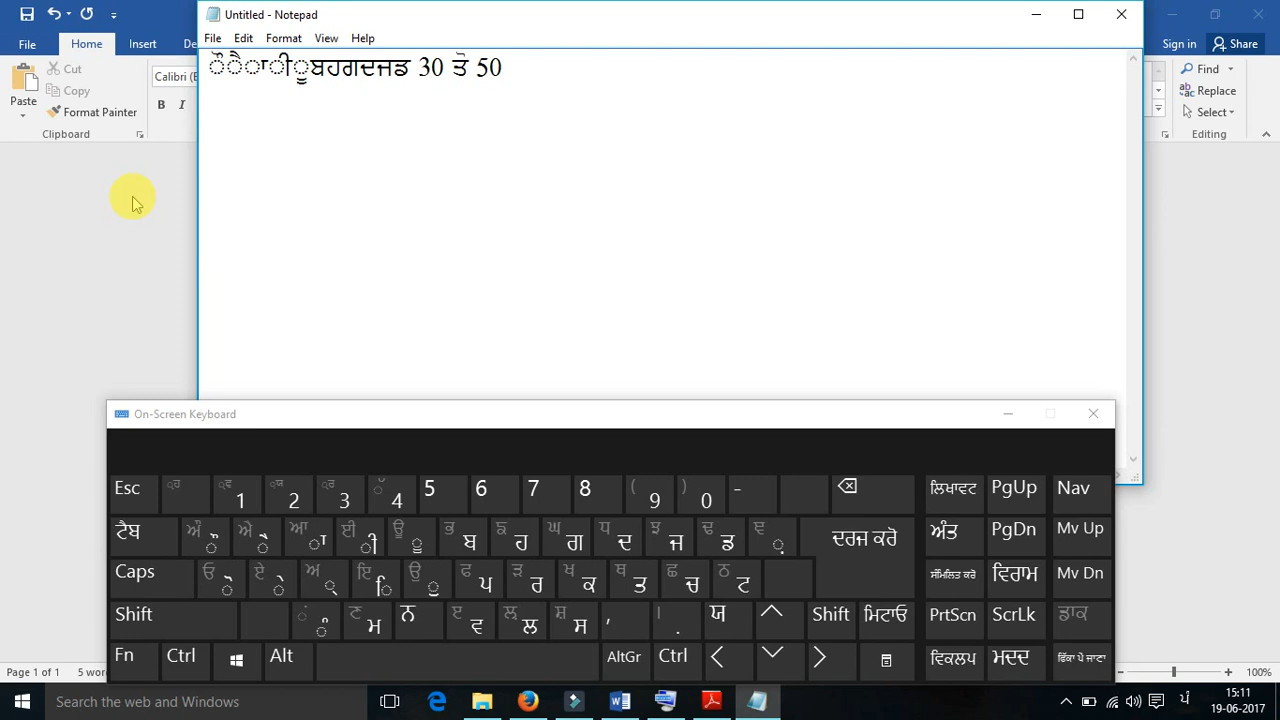 File
Home
Insert
Cut
Copy
Format Painter
Paste
Clipboard
Calibri (
B I
Untitled - Notepad
File Edit Format View Help
ੌੈਾੀੂਬਹਗਦਜਡ 30 ਤੋ 50
Sign in
Share
Find
Replace
Select
Editing
On-Screen Keyboard
Esc 1 2 3 4 5 6 7 8 ( 9 ) 0 - ਲਿਖਾਵਟ PgUp Nav
ਟੈਬ ਔ ੌ ਐ ੈ ਆ ਾ ਈ ੀ ਊ ੂ ਭ ਬ ਙ ਹ ਘ ਗ ਧ ਦ ਝ ਜ ਢ ਡ ਞ ਼ ਦਰਜ ਕਰੋ ਅੰਤ PgDn Mv Up
Caps ਓ ੋ ਏ ੇ ਅ ੍ ਇ ਿ ਉ ੁ ਫ ਪ ੜ ਰ ਖ ਕ ਥ ਤ ਛ ਚ ਠ ਟ ਸੰਮਿਲਿਤ ਕਰੋ ਵਿਰਾਮ Mv Dn
Shift ਂ ੰ ਣ ਮ ਨ ਵ ਲ਼ ਲ ਸ਼ ਸ , । . ਯ Shift ਮਿਟਾਓ PrtScn ScrLk ਡਾਕ
Fn Ctrl Alt AltGr Ctrl ਵਿਕਲਪ ਮਦਦ
Page 1 of 1
5 wor
100%
Search the web and Windows
ਪੰ
15:11
19-06-2017